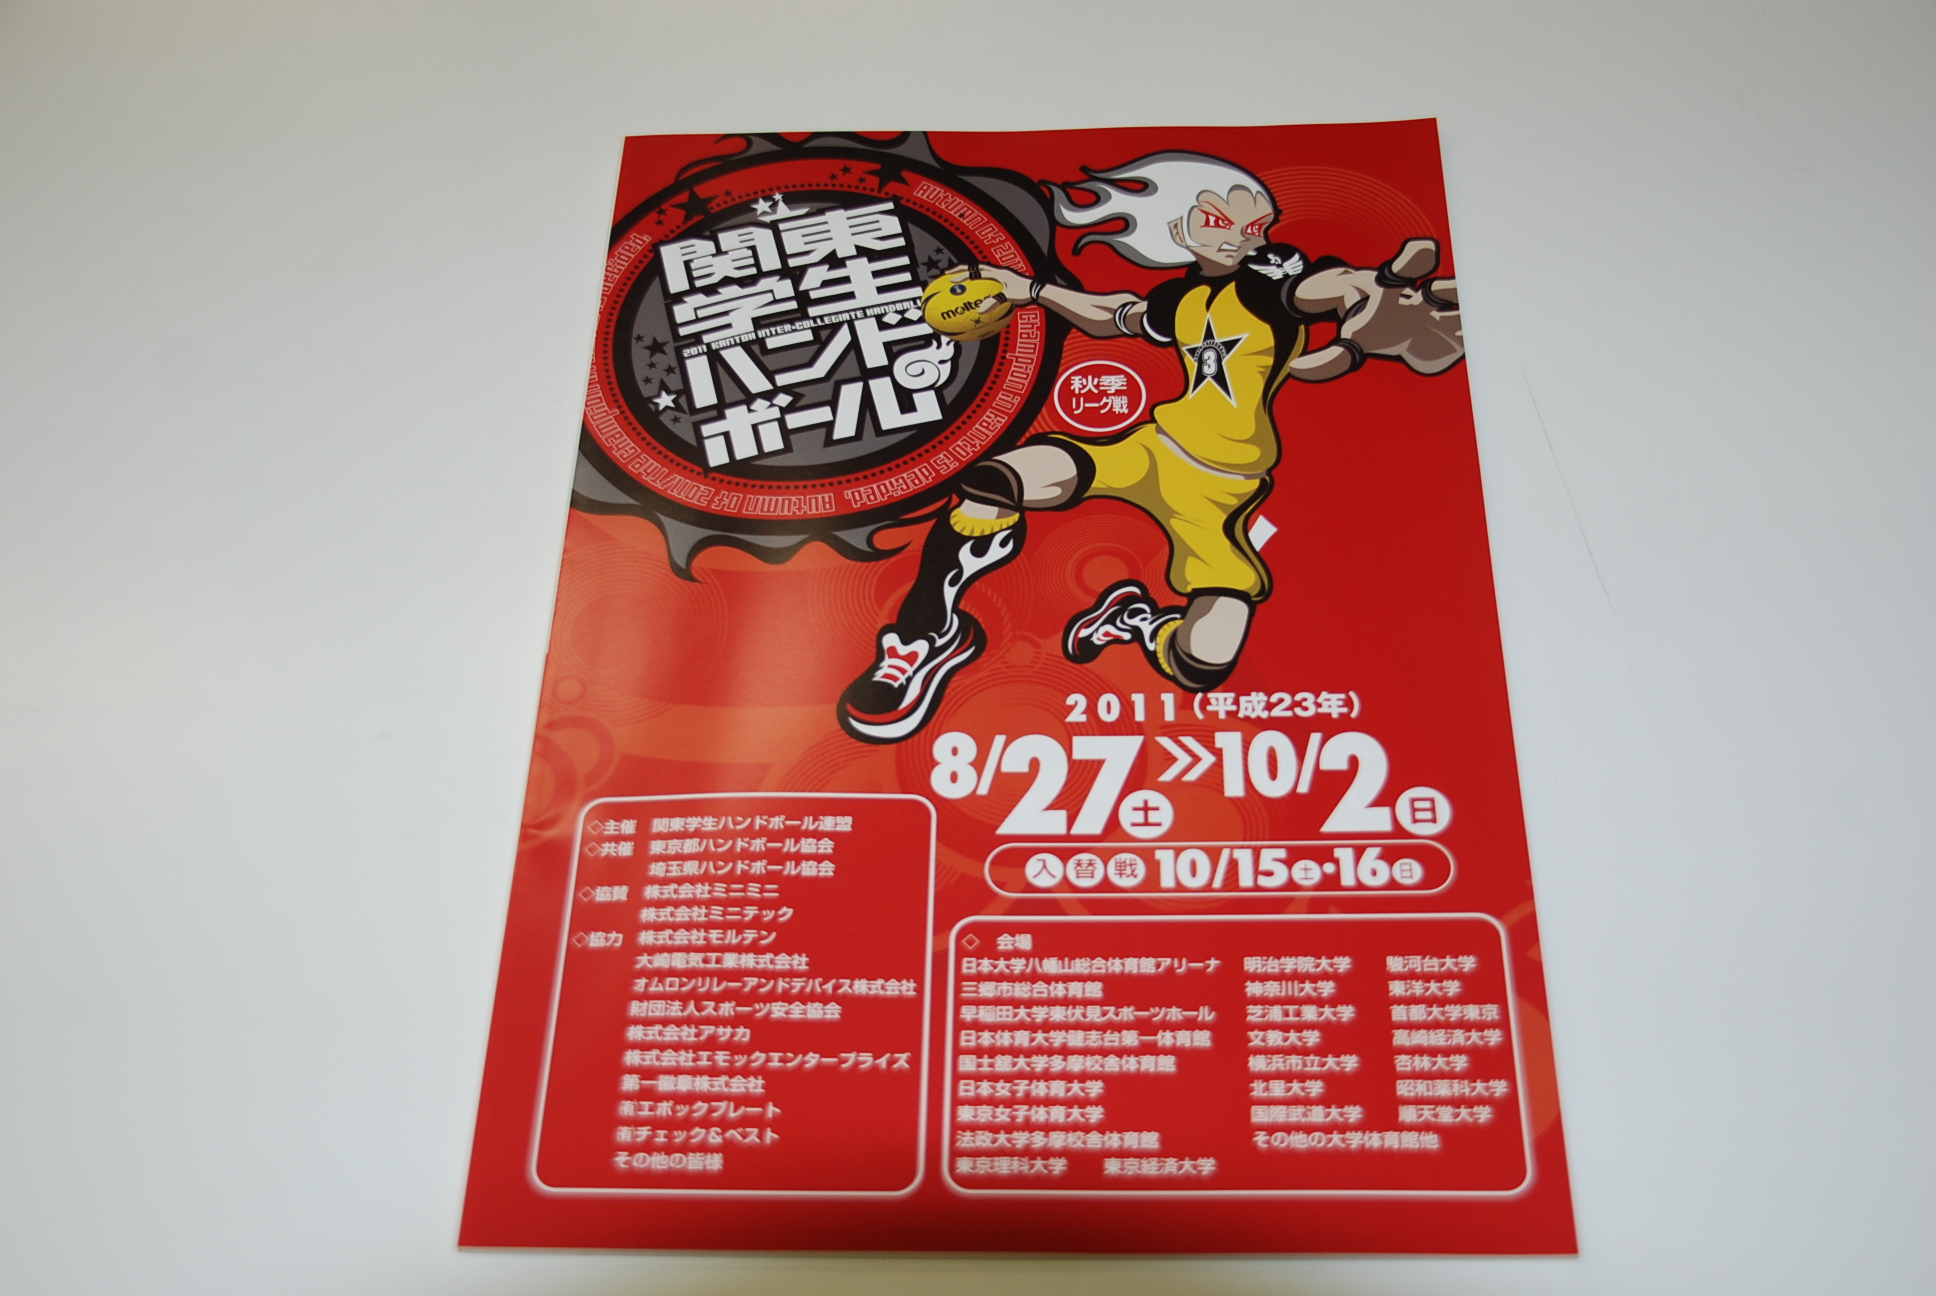 関東
学生
2011 KANTOH INTER-COLLEGIATE HANDBALL
ハンド
ボール
molten
3
秋季
リーグ戦
2011(平成23年)
8/27土≫10/2日
入替戦 10/15土・16日
◇主催 関東学生ハンドボール連盟
◇共催 東京都ハンドボール協会
埼玉県ハンドボール協会
◇協賛 株式会社ミニミニ
株式会社ミニテック
◇協力 株式会社モルテン
大崎電気工業株式会社
オムロンリレーアンドデバイス株式会社
財団法人スポーツ安全協会
株式会社アサカ
株式会社エモックエンタープライズ
第一徽章株式会社
㈲エポックプレート
㈲チェック&ベスト
その他の皆様
◇ 会場
日本大学八幡山総合体育館アリーナ 明治学院大学 駿河台大学
三郷市総合体育館 神奈川大学 東洋大学
早稲田大学東伏見スポーツホール 芝浦工業大学 首都大学東京
日本体育大学健志台第一体育館 文教大学 高崎経済大学
国士舘大学多摩校舎体育館 横浜市立大学 杏林大学
日本女子体育大学 北里大学 昭和薬科大学
東京女子体育大学 国際武道大学 順天堂大学
法政大学多摩校舎体育館 その他の大学体育館他
東京理科大学 東京経済大学